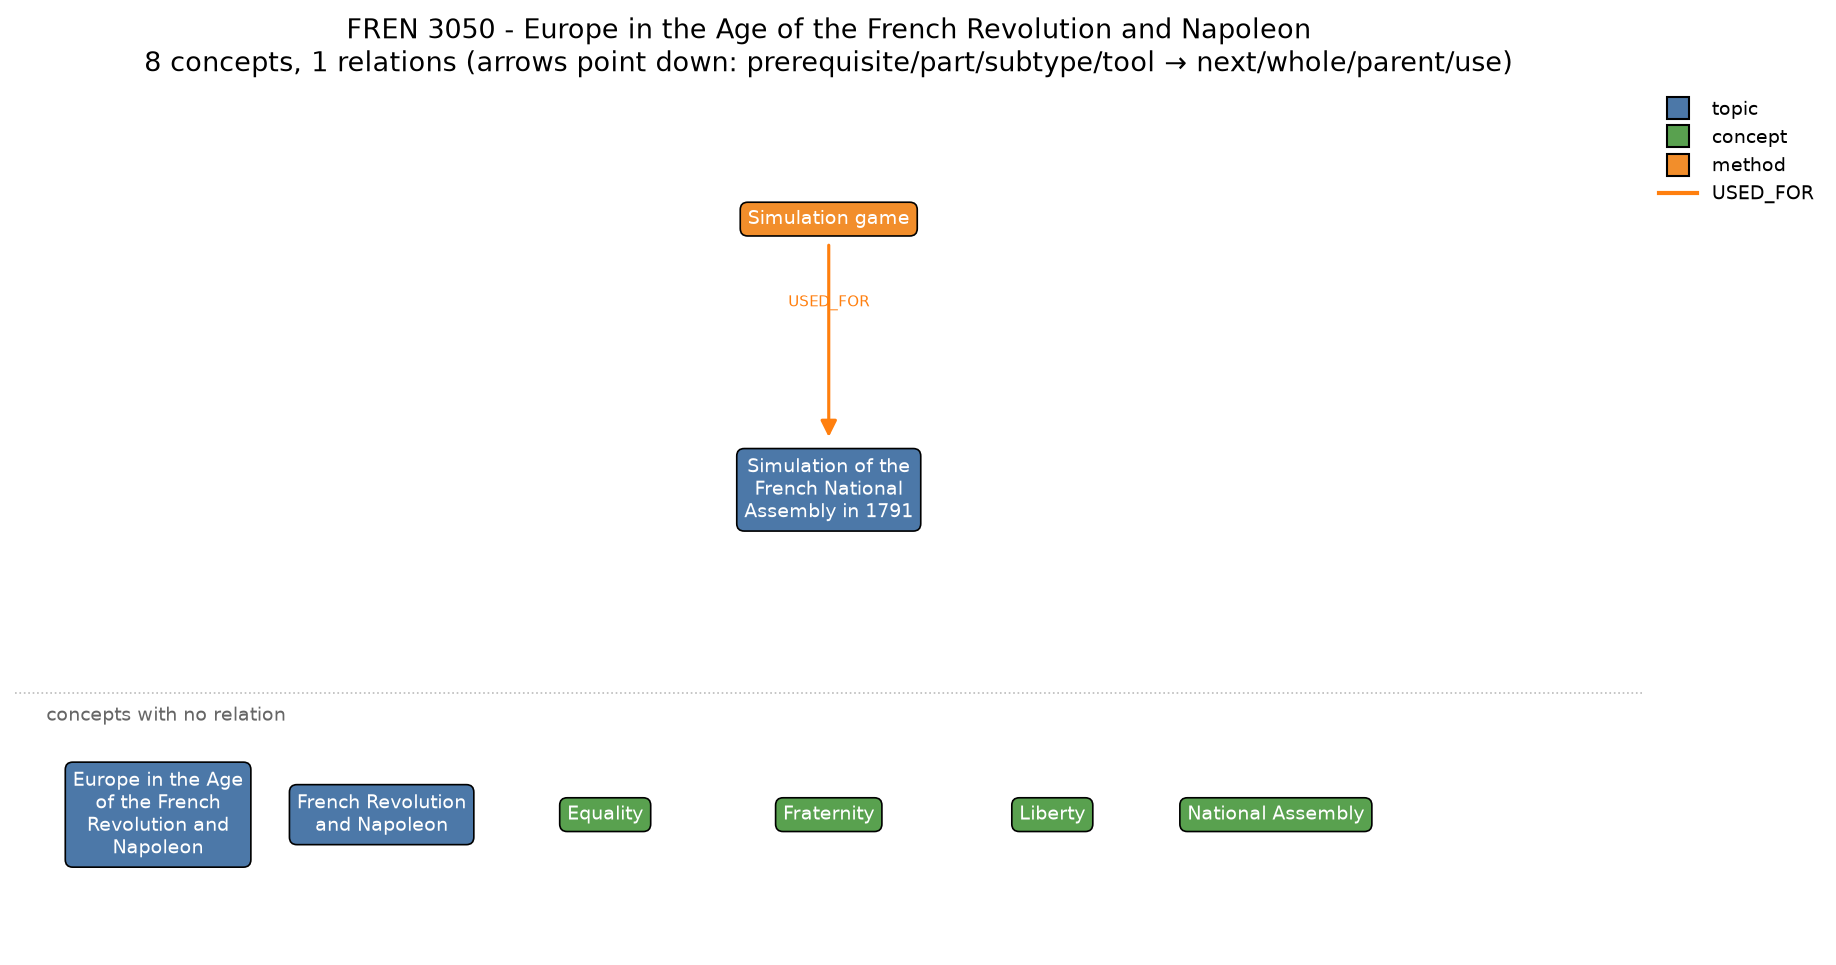 FREN 3050 - Europe in the Age of the French Revolution and Napoleon
8 concepts, 1 relations (arrows point down: prerequisite/part/subtype/tool → next/whole/parent/use)
topic
concept
method
USED_FOR
Simulation game
USED_FOR
Simulation of the
French National
Assembly in 1791
concepts with no relation
Europe in the Age
of the French
Revolution and
Napoleon
French Revolution
and Napoleon
Equality
Fraternity
Liberty
National Assembly